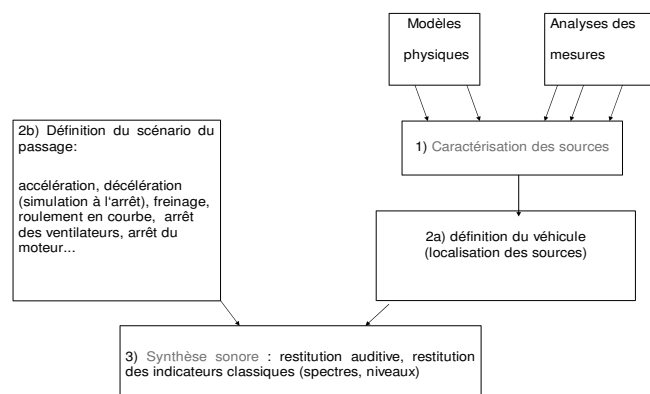 Modèles
physiques
Analyses des
mesures
2b) Définition du scénario du
passage:
accélération, décélération
(simulation à l'arrêt), freinage,
roulement en courbe, arrêt
des ventilateurs, arrêt du
moteur...
1) Caractérisation des sources
2a) définition du véhicule
(localisation des sources)
3) Synthèse sonore : restitution auditive, restitution
des indicateurs classiques (spectres, niveaux)